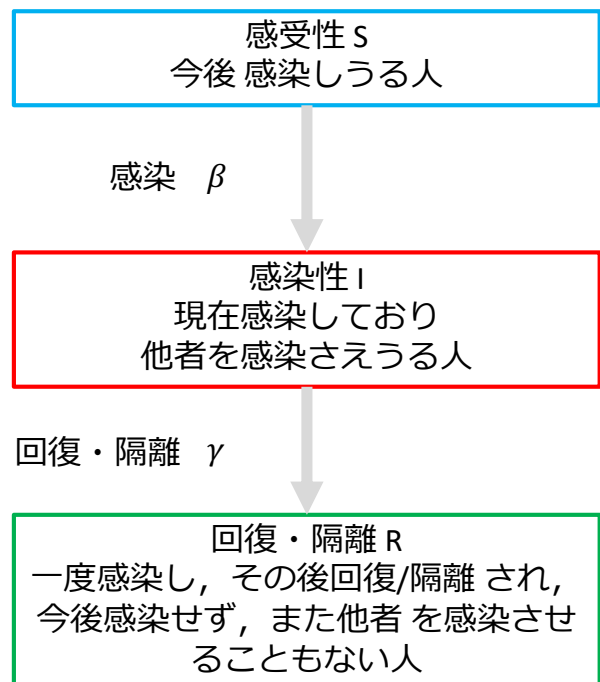 感受性 S
今後 感染しうる人
感染 β
感染性 I
現在感染しており
他者を感染さえうる人
回復・隔離 γ
回復・隔離 R
一度感染し，その後回復/隔離 され，
今後感染せず，また他者 を感染させ
ることもない人